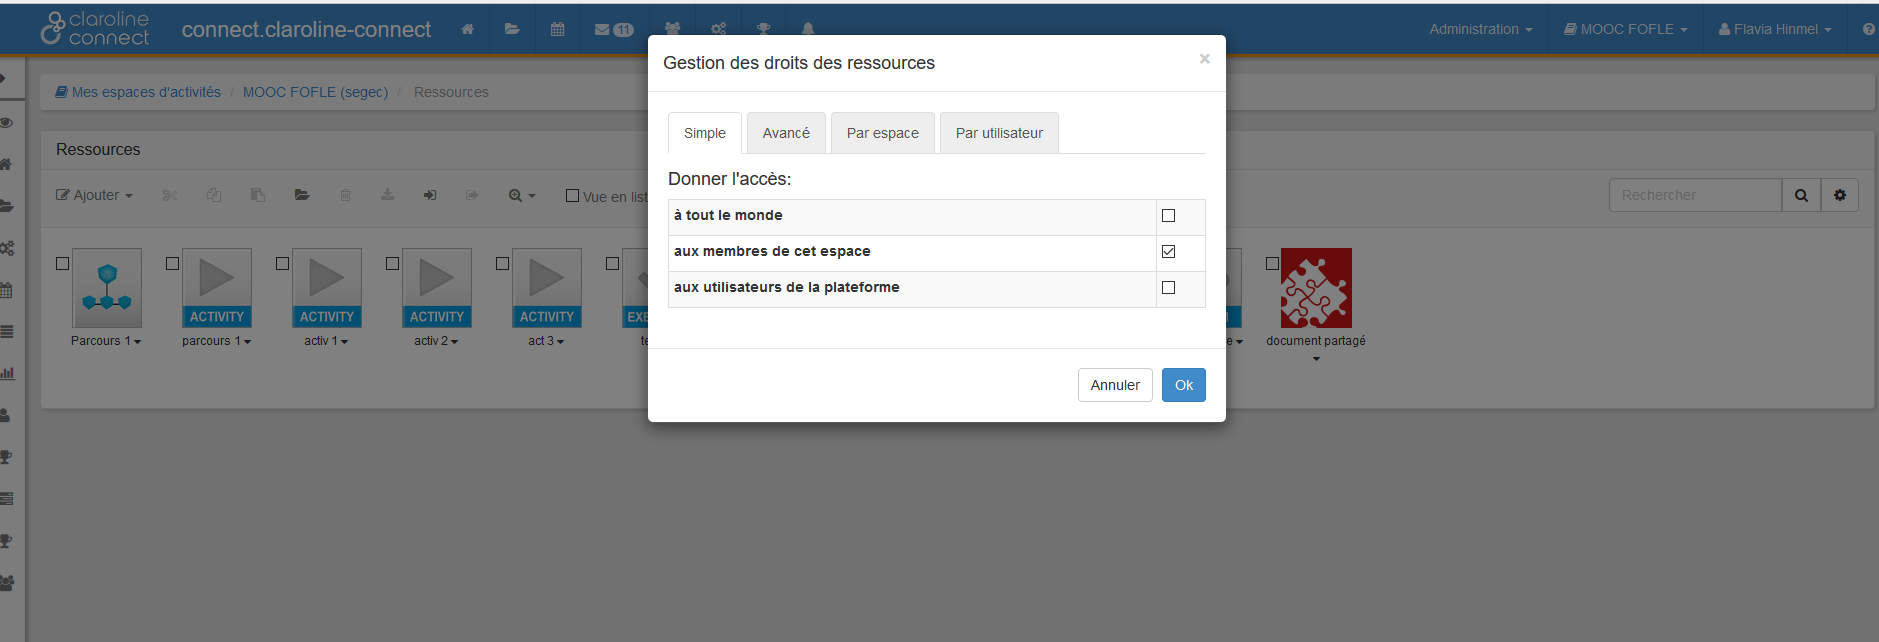 claroline
connect
connect.claroline-connect
11
Administration
MOOC FOFLE
Flavia Hinmel
Mes espaces d'activités / MOOC FOFLE (segec) / Ressources
Ressources
Ajouter
Vue en list
Rechercher
ACTIVITY
ACTIVITY
ACTIVITY
ACTIVITY
EXE
Parcours 1
parcours 1
activ 1
activ 2
act 3
te
e
document partagé
Gestion des droits des ressources
×
Simple
Avancé
Par espace
Par utilisateur
Donner l'accès:
à tout le monde
aux membres de cet espace
aux utilisateurs de la plateforme
Annuler
Ok